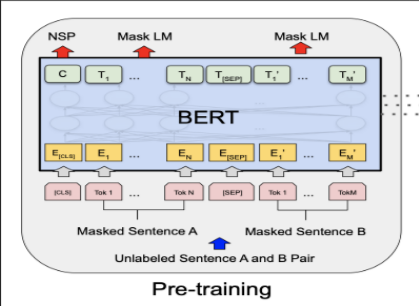 NSP Mask LM Mask LM
C T1 ... TN T[SEP] T1' ... TM'
BERT
E[CLS] E1 ... EN E[SEP] E1' ... EM'
[CLS] Tok 1 ... Tok N [SEP] Tok 1 ... TokM
Masked Sentence A Masked Sentence B
Unlabeled Sentence A and B Pair
Pre-training